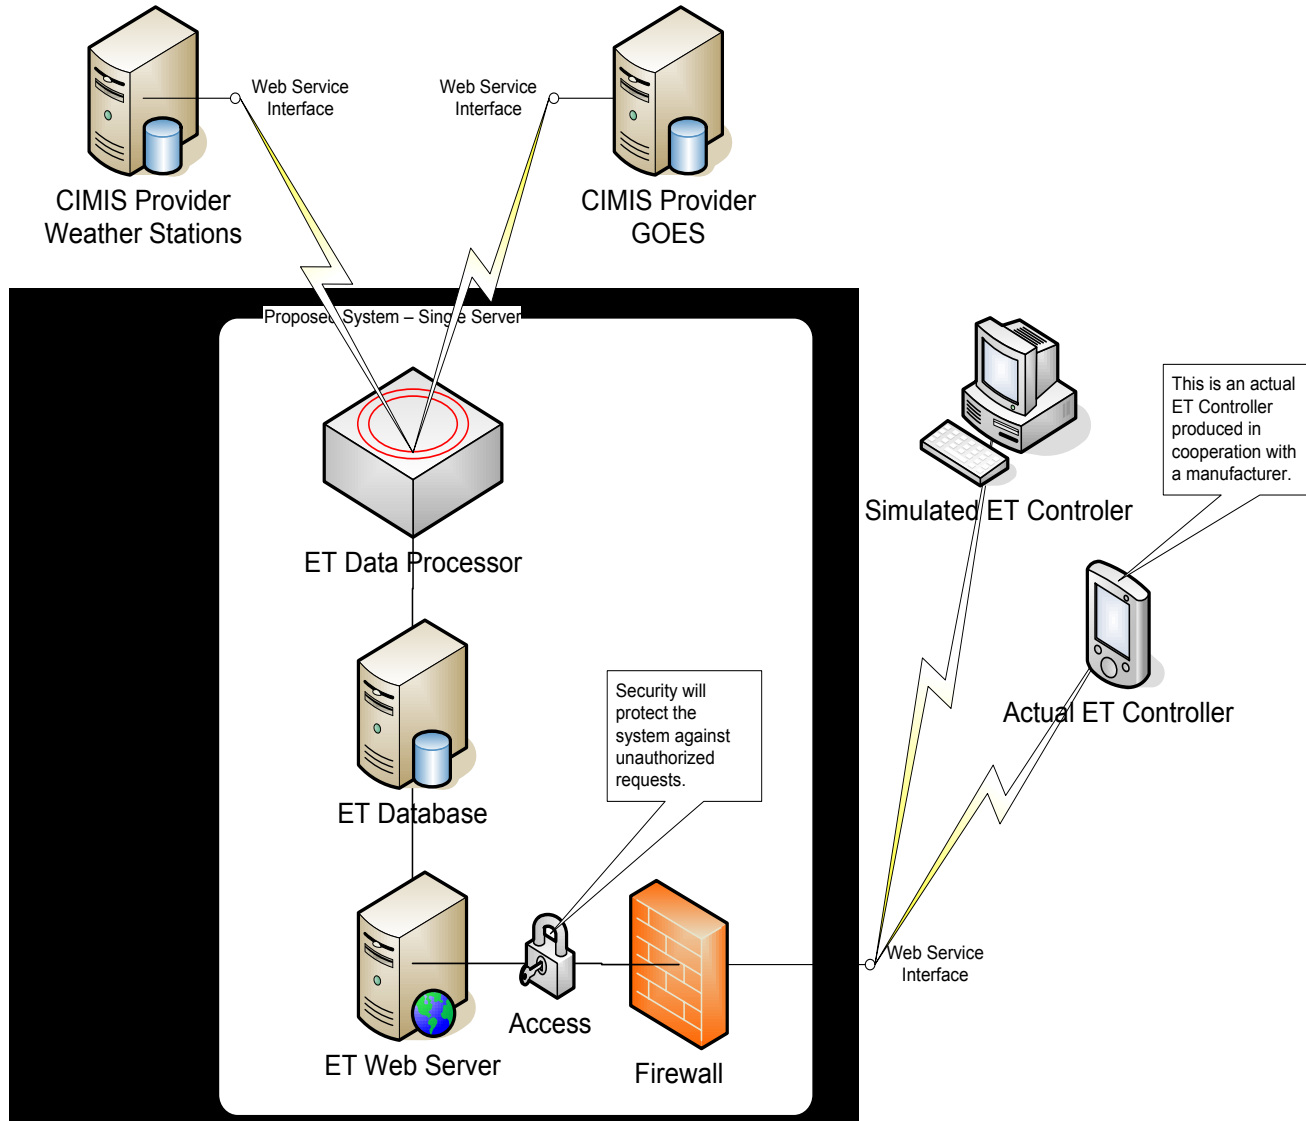 Web Service
Interface
Web Service
Interface
CIMIS Provider
Weather Stations
CIMIS Provider
GOES
Proposed System – Single Server
This is an actual
ET Controller
produced in
cooperation with
a manufacturer.
Simulated ET Controler
ET Data Processor
Actual ET Controller
Security will
protect the
system against
unauthorized
requests.
ET Database
Web Service
Interface
Access
ET Web Server
Firewall